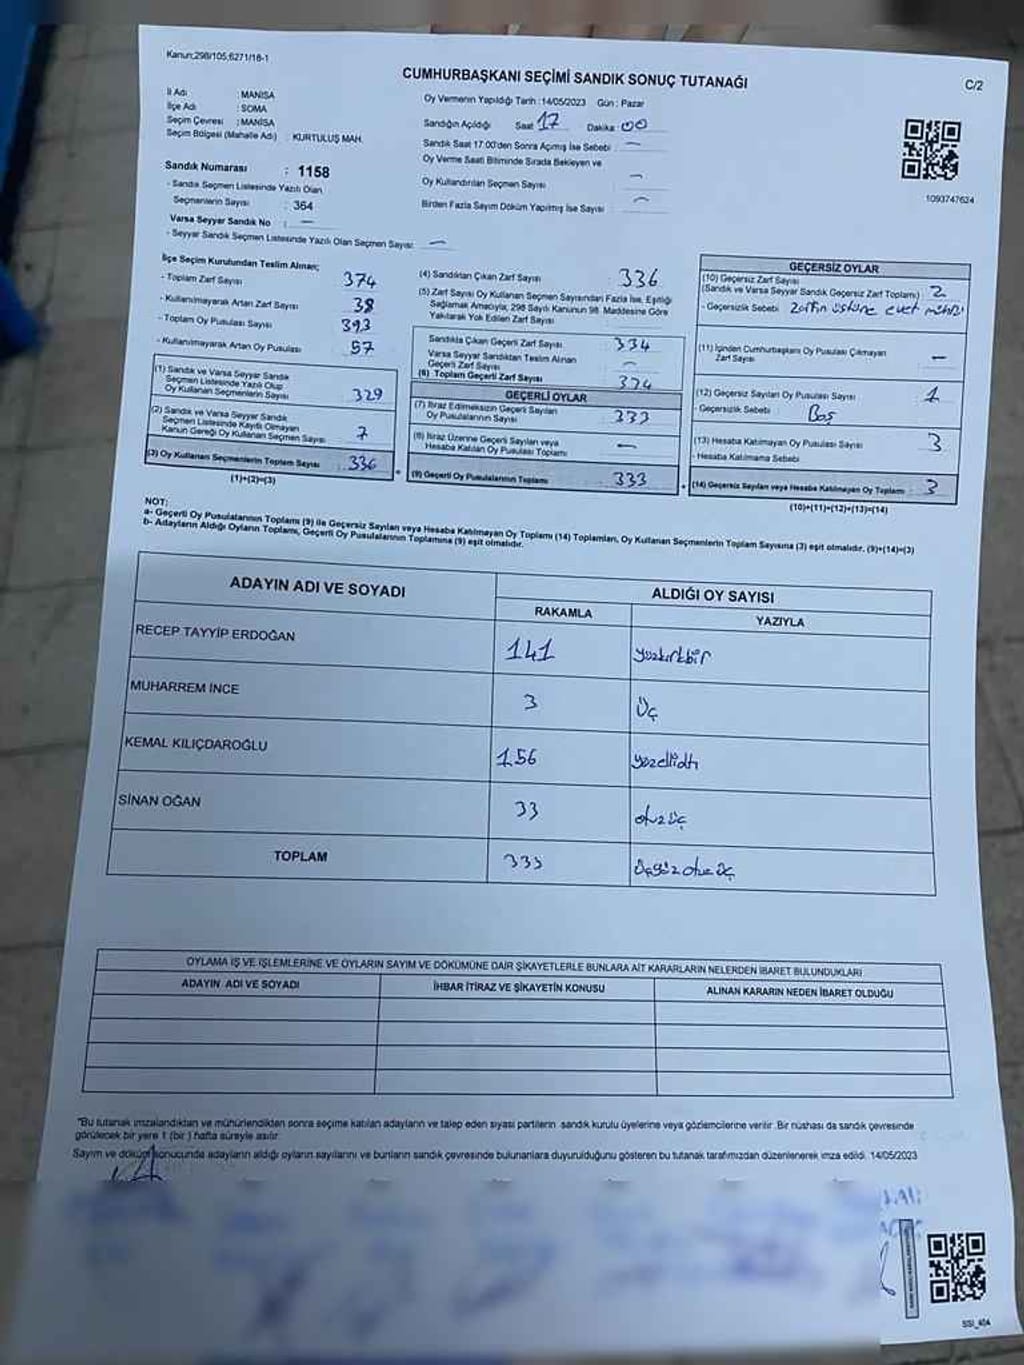 Kanun;298/105;6271/18-1
CUMHURBAŞKANI SEÇİMİ SANDIK SONUÇ TUTANAĞI
C/2
İl Adı : MANİSA
İlçe Adı : SOMA
Seçim Çevresi : MANİSA
Seçim Bölgesi (Mahalle Adı) : KURTULUŞ MAH.
Oy Vermenin Yapıldığı Tarih :14/05/2023 Gün : Pazar
Sandığın Açıldığı Saat 17 Dakika 00
Sandık Saat 17:00'den Sonra Açılmış İse Sebebi : —
Oy Verme Saati Bitiminde Sırada Bekleyen ve
Oy Kullandırılan Seçmen Sayısı —
Birden Fazla Sayım Döküm Yapılmış İse Sayısı —
1093747624
Sandık Numarası : 1158
- Sandık Seçmen Listesinde Yazılı Olan
Seçmenlerin Sayısı : 364
Varsa Seyyar Sandık No : —
- Seyyar Sandık Seçmen Listesinde Yazılı Olan Seçmen Sayısı: —
İlçe Seçim Kurulundan Teslim Alınan;
- Toplam Zarf Sayısı 374
- Kullanılmayarak Artan Zarf Sayısı 38
- Toplam Oy Pusulası Sayısı 393
- Kullanılmayarak Artan Oy Pusulası 57
(1) Sandık ve Varsa Seyyar Sandık
Seçmen Listesinde Yazılı Olup
Oy Kullanan Seçmenlerin Sayısı 329
(2) Sandık ve Varsa Seyyar Sandık
Seçmen Listesinde Kayıtlı Olmayan
Kanun Gereği Oy Kullanan Seçmen Sayısı 7
(3) Oy Kullanan Seçmenlerin Toplam Sayısı 336
(1)+(2)=(3)
(4) Sandıktan Çıkan Zarf Sayısı 336
(5) Zarf Sayısı Oy Kullanan Seçmen Sayısından Fazla İse, Eşitliği
Sağlamak Amacıyla; 298 Sayılı Kanunun 98. Maddesine Göre
Yakılarak Yok Edilen Zarf Sayısı
Sandıkta Çıkan Geçerli Zarf Sayısı 334
Varsa Seyyar Sandıktan Teslim Alınan
Geçerli Zarf Sayısı —
(6) Toplam Geçerli Zarf Sayısı 334
GEÇERLİ OYLAR
(7) İtiraz Edilmeksizin Geçerli Sayılan
Oy Pusulalarının Sayısı 333
(8) İtiraz Üzerine Geçerli Sayılan veya
Hesaba Katılan Oy Pusulası Toplamı —
(9) Geçerli Oy Pusulalarının Toplamı 333
GEÇERSİZ OYLAR
(10) Geçersiz Zarf Sayısı
(Sandık ve Varsa Seyyar Sandık Geçersiz Zarf Toplamı) 2
- Geçersizlik Sebebi Zarfın üstüne evet mührü
(11) İçinden Cumhurbaşkanı Oy Pusulası Çıkmayan
Zarf Sayısı —
(12) Geçersiz Sayılan Oy Pusulası Sayısı 1
- Geçersizlik Sebebi : Boş
(13) Hesaba Katılmayan Oy Pusulası Sayısı 3
- Hesaba Katılmama Sebebi
(14) Geçersiz Sayılan veya Hesaba Katılmayan Oy Toplamı 3
(10)+(11)+(12)+(13)=(14)
NOT:
a- Geçerli Oy Pusulalarının Toplamı (9) ile Geçersiz Sayılan veya Hesaba Katılmayan Oy Toplamı (14) Toplamları, Oy Kullanan Seçmenlerin Toplam Sayısına (3) eşit olmalıdır. (9)+(14)=(3)
b- Adayların Aldığı Oyların Toplamı, Geçerli Oy Pusulalarının Toplamına (9) eşit olmalıdır.
ADAYIN ADI VE SOYADI
ALDIĞI OY SAYISI
RAKAMLA YAZIYLA
RECEP TAYYİP ERDOĞAN 141 yüzkırkbir
MUHARREM İNCE 3 Üç
KEMAL KILIÇDAROĞLU 156 yüzellialtı
SİNAN OĞAN 33 otuzüç
TOPLAM 333 Üçyüzotuzüç
OYLAMA İŞ VE İŞLEMLERİNE VE OYLARIN SAYIM VE DÖKÜMÜNE DAİR ŞİKAYETLERLE BUNLARA AİT KARARLARIN NELERDEN İBARET BULUNDUKLARI
ADAYIN ADI VE SOYADI İHBAR İTİRAZ VE ŞİKAYETİN KONUSU ALINAN KARARIN NEDEN İBARET OLDUĞU
"Bu tutanak imzalandıktan ve mühürlendikten sonra seçime katılan adayların ve talep eden siyasi partilerin sandık kurulu üyelerine veya gözlemcilerine verilir. Bir nüshası da sandık çevresinde
görülecek bir yere 1 (bir ) hafta süreyle asılır.
Sayım ve döküm sonucunda adayların aldığı oyların sayılarını ve bunların sandık çevresinde bulunanlara duyurulduğunu gösteren bu tutanak tarafımızdan düzenlenerek imza edildi. 14/05/2023
SSI_404